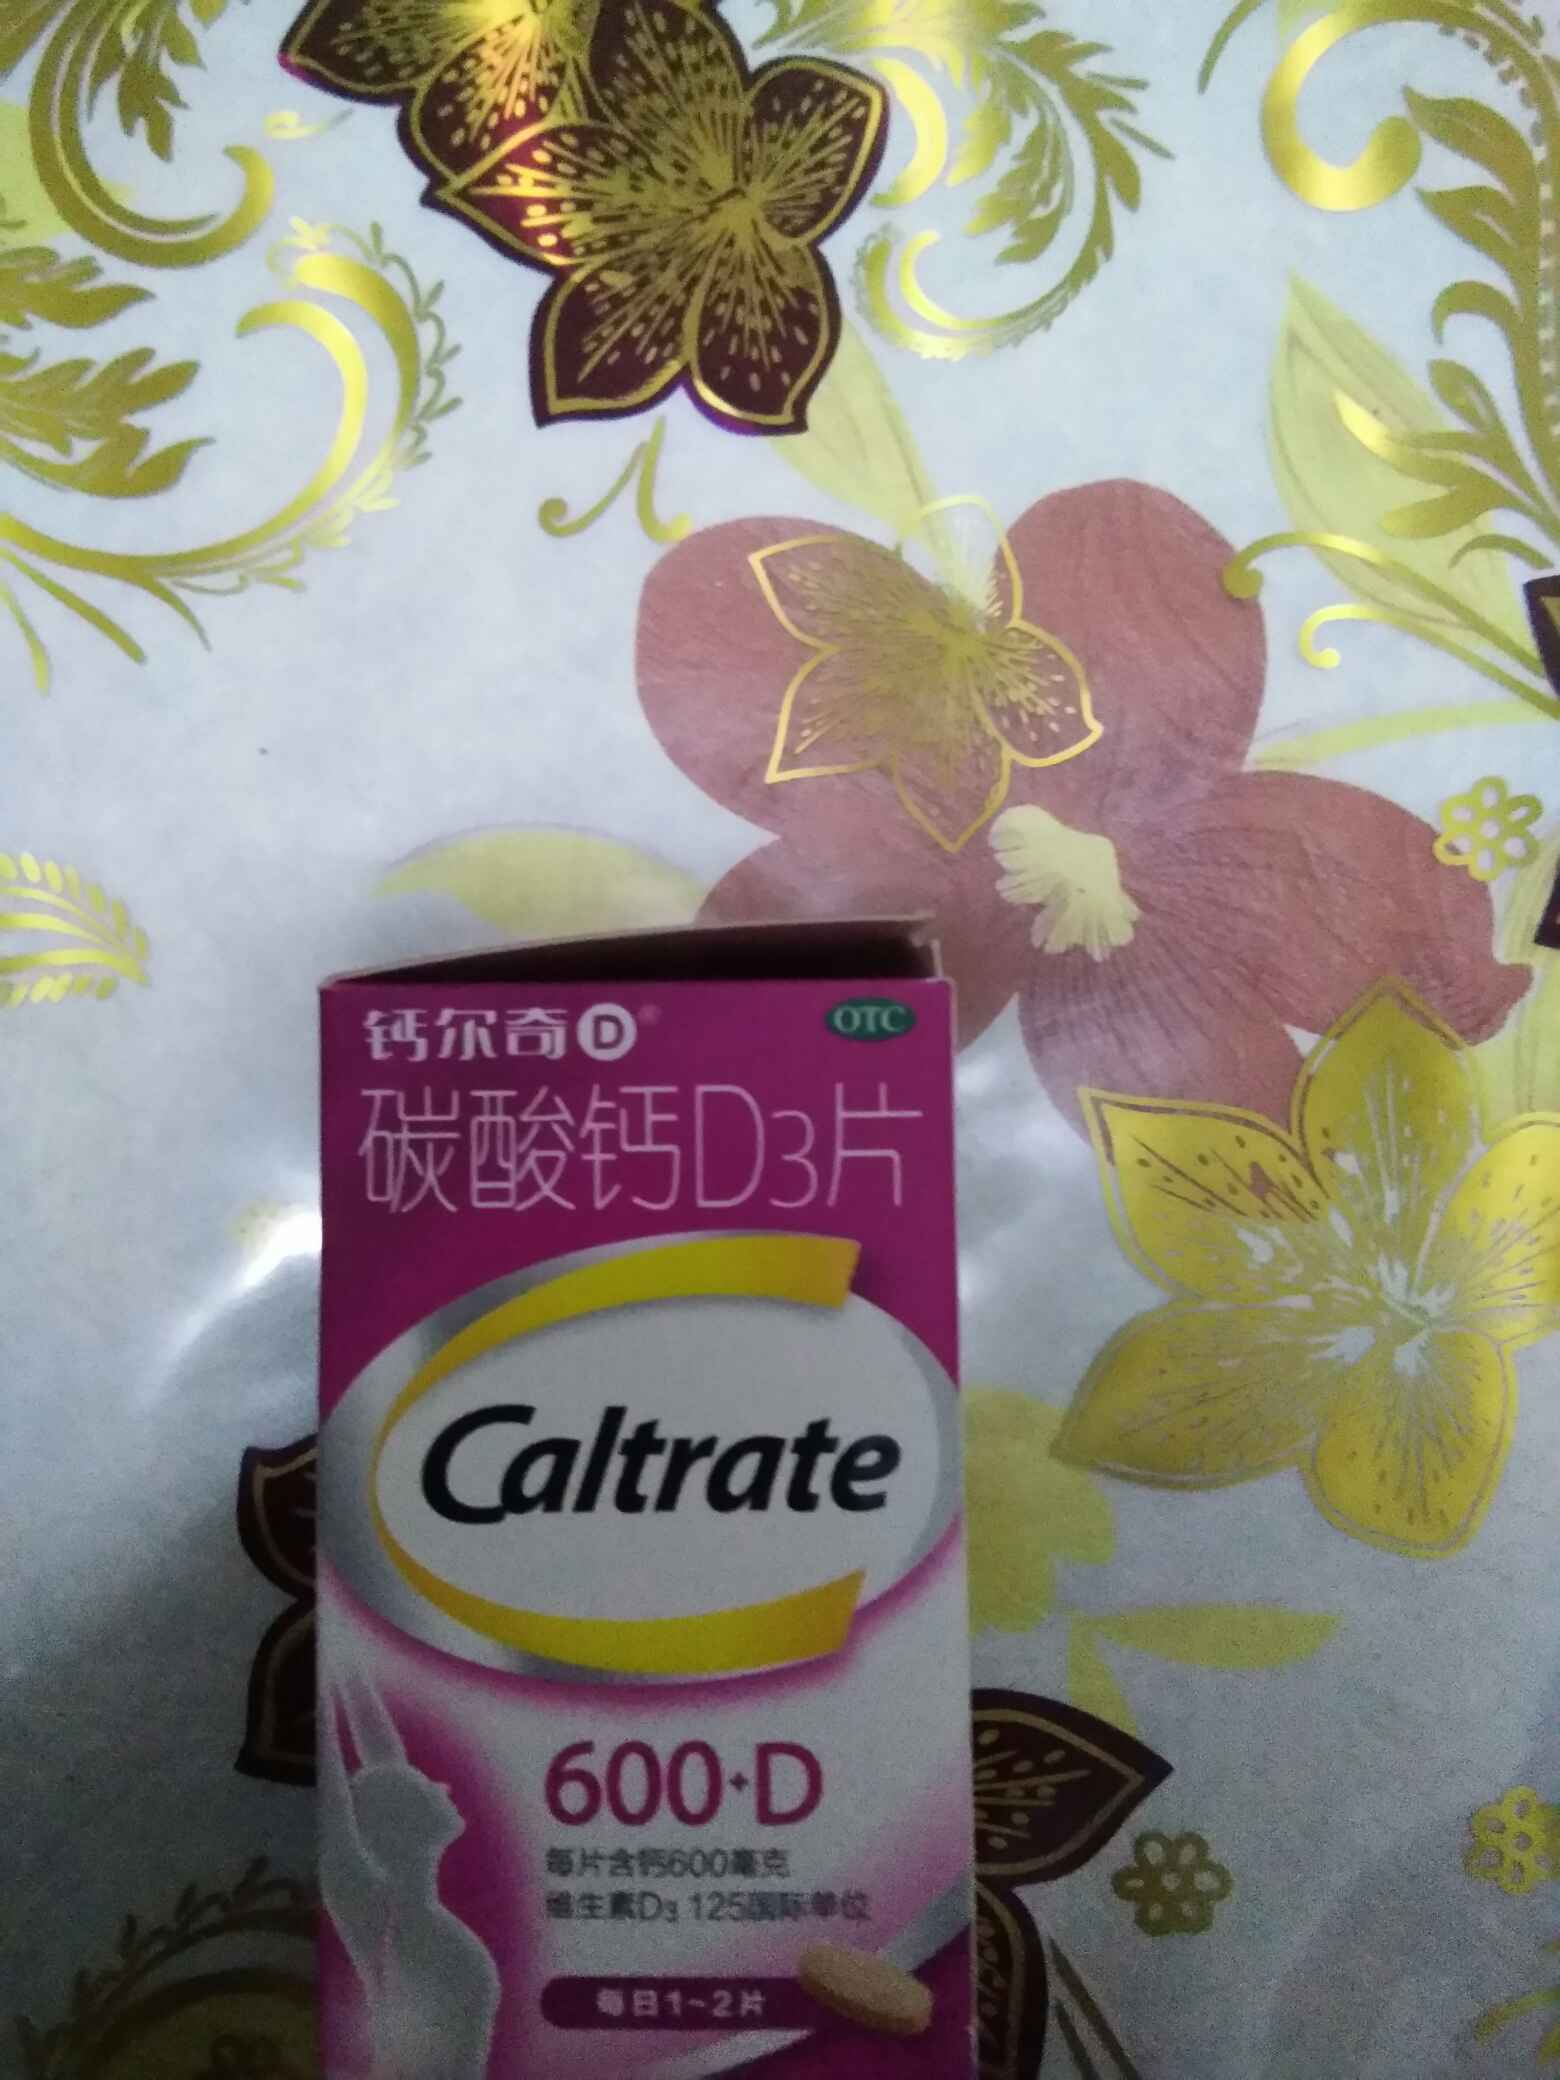 钙尔奇D®
OTC
碳酸钙D3片
Caltrate
600+D
每片含钙600毫克
维生素D3 125国际单位
每日1~2片